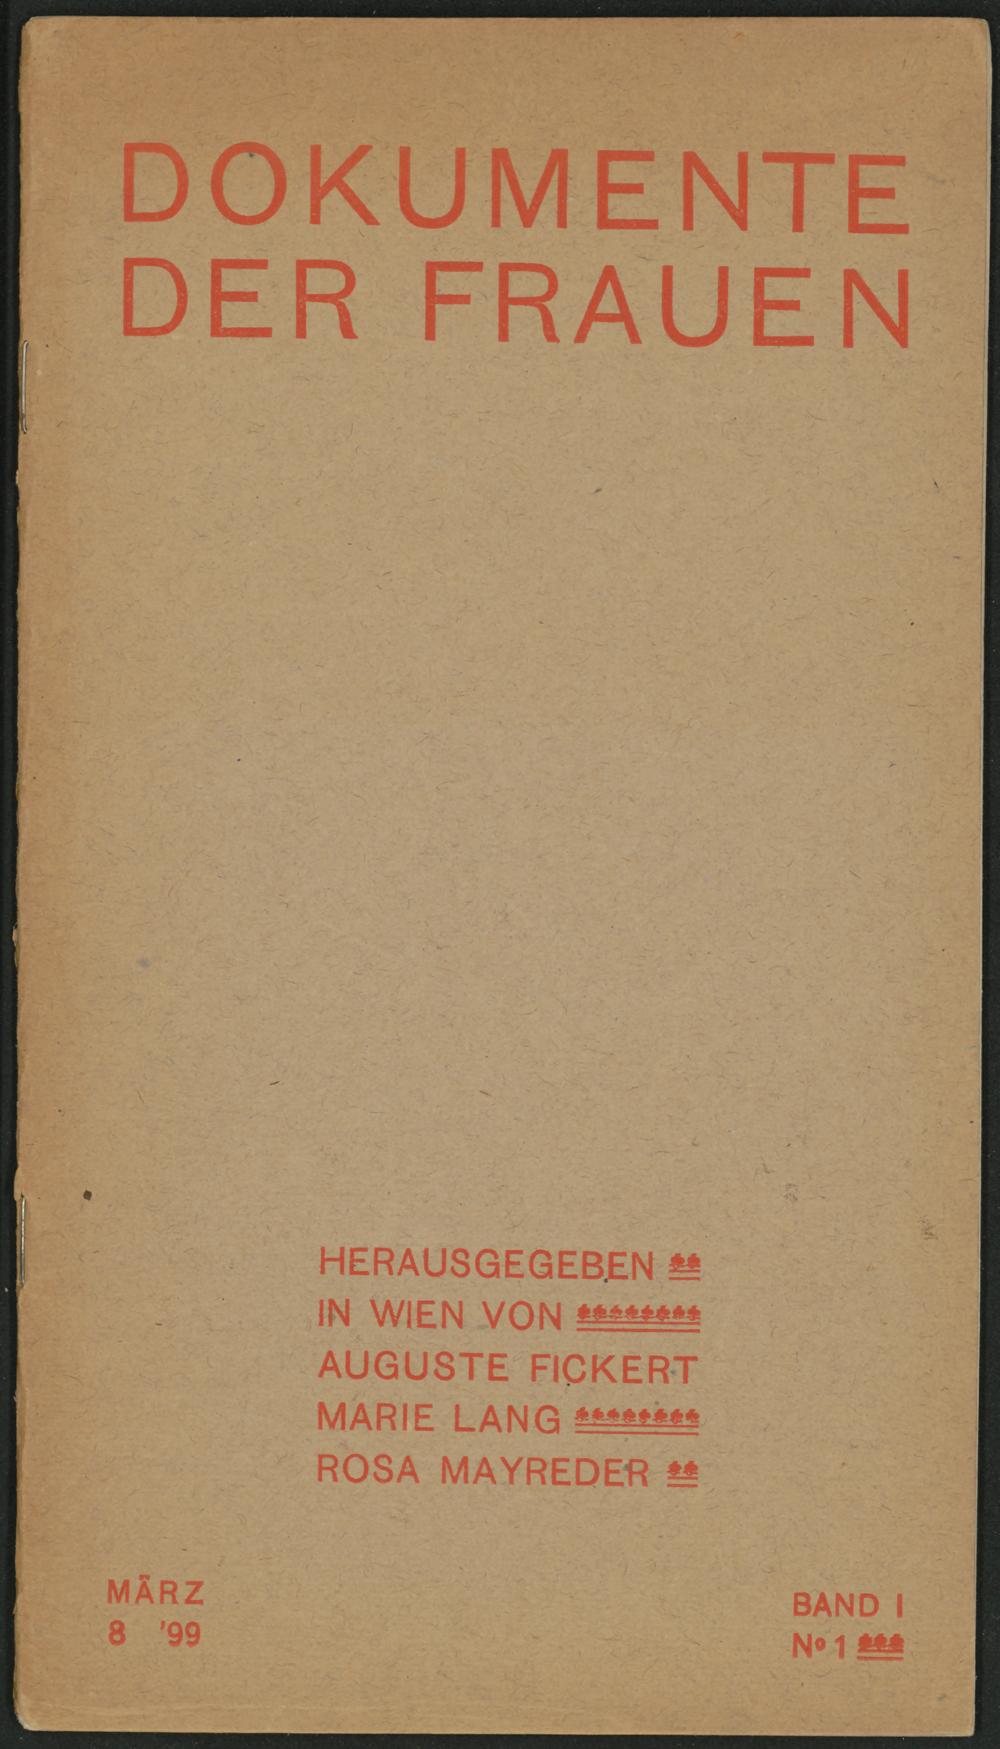 DOKUMENTE
DER FRAUEN
HERAUSGEGEBEN
IN WIEN VON
AUGUSTE FICKERT
MARIE LANG
ROSA MAYREDER
MÄRZ
8 '99
BAND I
Nº 1